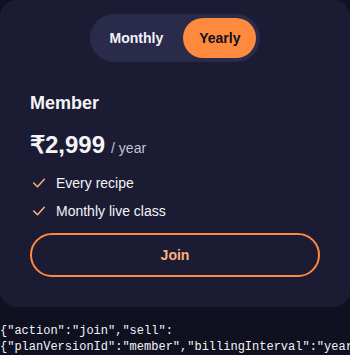 Monthly Yearly
Member
₹2,999 / year
Every recipe
Monthly live class
Join
{"action":"join","sell":
{"planVersionId":"member","billingInterval":"year